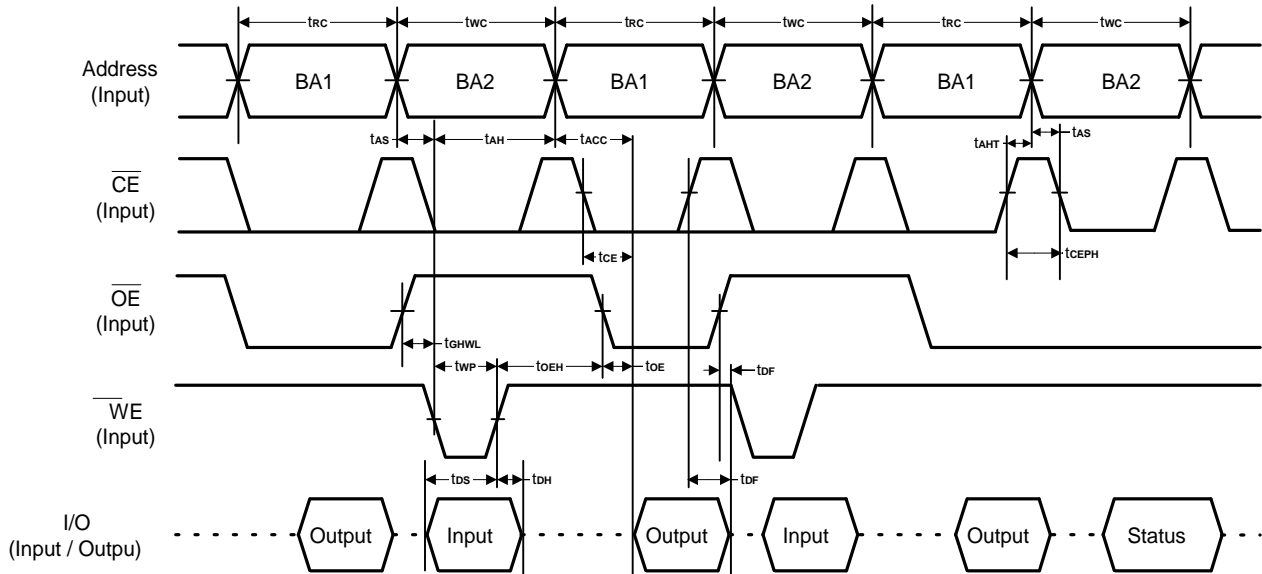 tRC tWC tRC tWC tRC tWC
Address
(Input)
BA1 BA2 BA1 BA2 BA1 BA2
tAS tAH tACC tAHT tAS
CE
(Input)
tCE tCEPH
OE
(Input)
tGHWL
tWP tOEH tOE tDF
WE
(Input)
tDS tDH tDF
I/O
(Input / Outpu)
Output Input Output Input Output Status